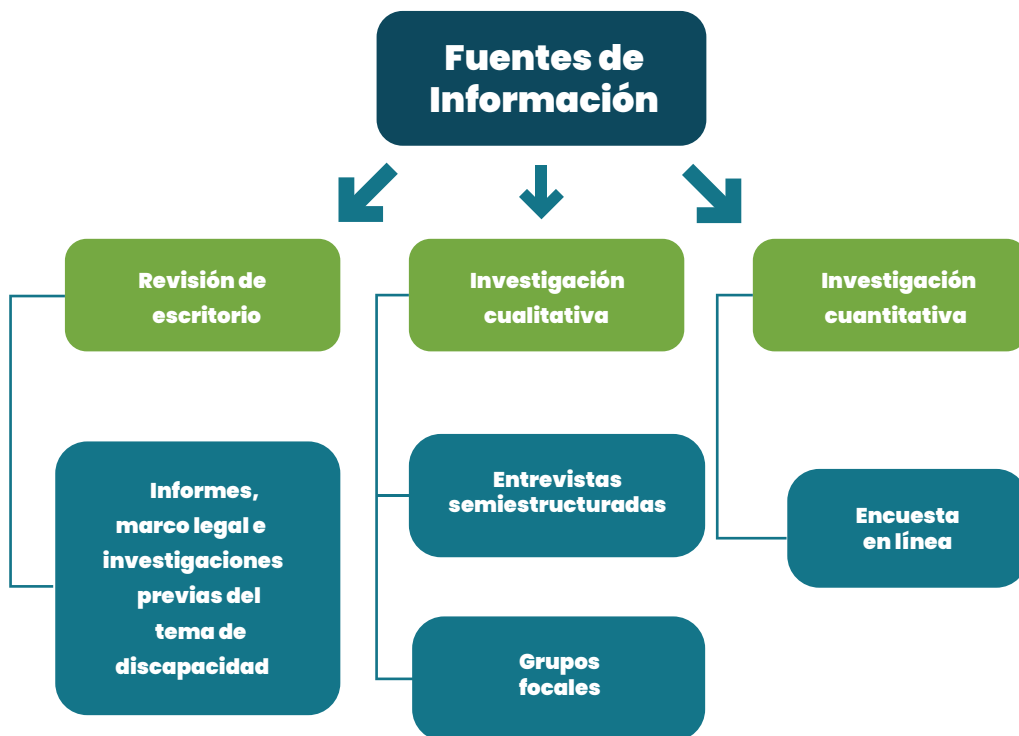 Fuentes de
Información
Revisión de
escritorio
Investigación
cualitativa
Investigación
cuantitativa
Informes,
marco legal e
investigaciones
previas del
tema de
discapacidad
Entrevistas
semiestructuradas
Grupos
focales
Encuesta
en línea